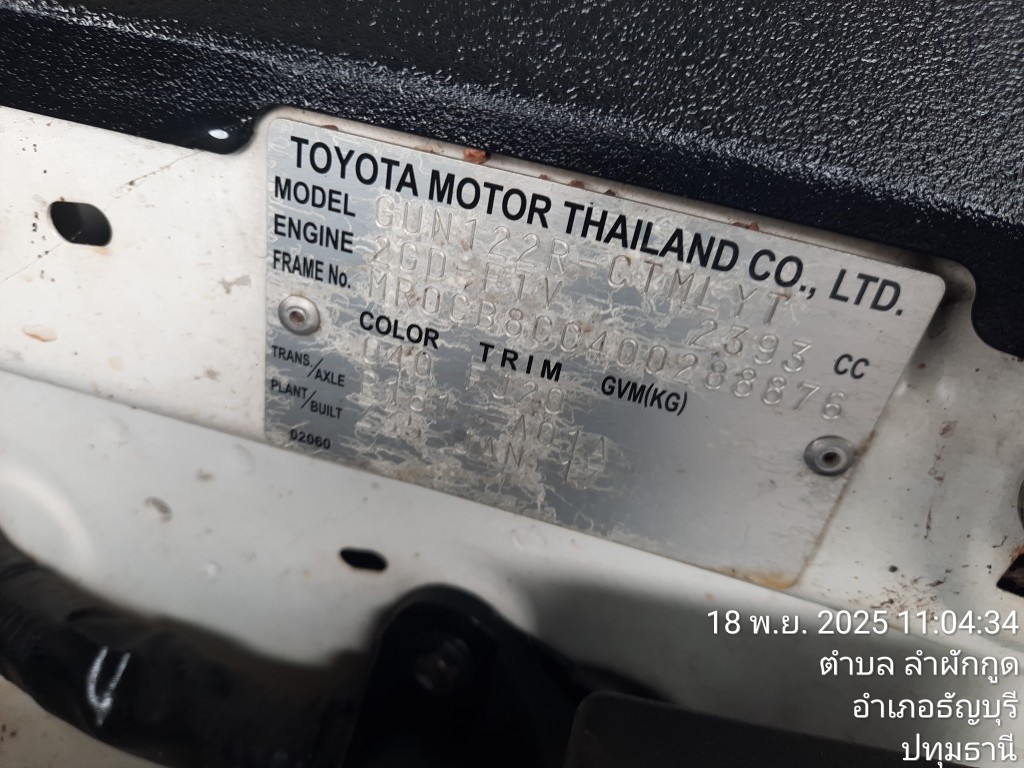 TOYOTA MOTOR THAILAND CO., LTD.
MODEL GUN122R-CTMLYT
ENGINE 2GD-FTV 2393 CC
FRAME No. MR0CB8CC400288876
COLOR TRIM GVM(KG)
040 FJ20
TRANS/AXLE
PLANT/BUILT
02060
18 พ.ย. 2025 11:04:34
ตำบล ลำผักกูด
อำเภอธัญบุรี
ปทุมธานี